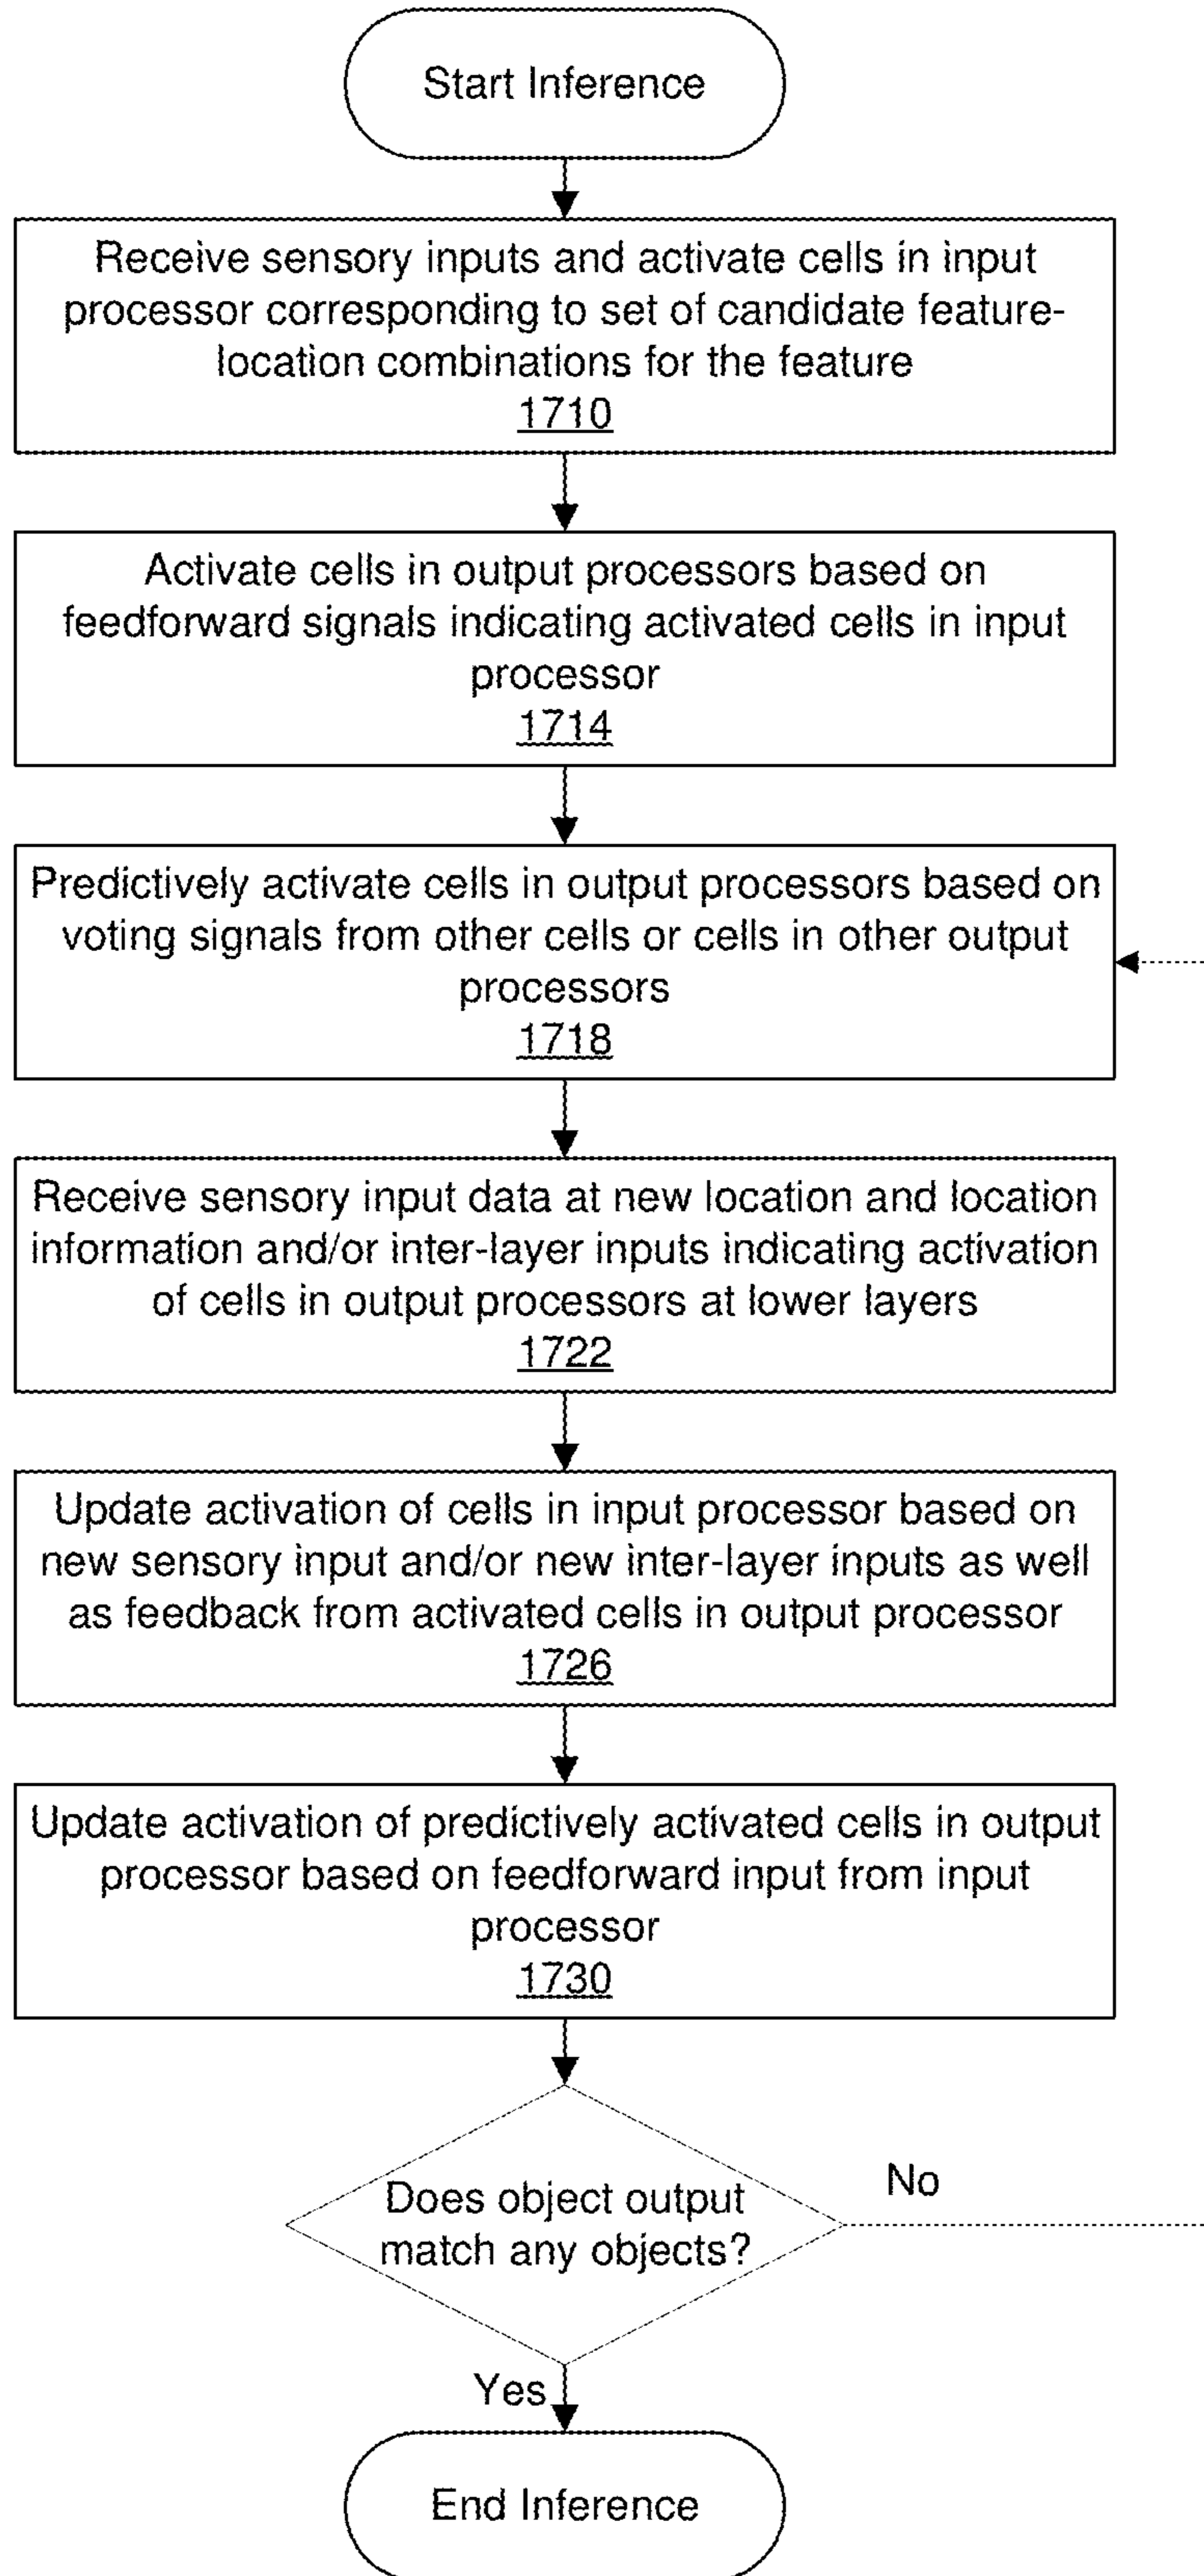 Start Inference
Receive sensory inputs and activate cells in input
processor corresponding to set of candidate feature-
location combinations for the feature
1710
Activate cells in output processors based on
feedforward signals indicating activated cells in input
processor
1714
Predictively activate cells in output processors based on
voting signals from other cells or cells in other output
processors
1718
Receive sensory input data at new location and location
information and/or inter-layer inputs indicating activation
of cells in output processors at lower layers
1722
Update activation of cells in input processor based on
new sensory input and/or new inter-layer inputs as well
as feedback from activated cells in output processor
1726
Update activation of predictively activated cells in output
processor based on feedforward input from input
processor
1730
Does object output
match any objects?
No
Yes
End Inference